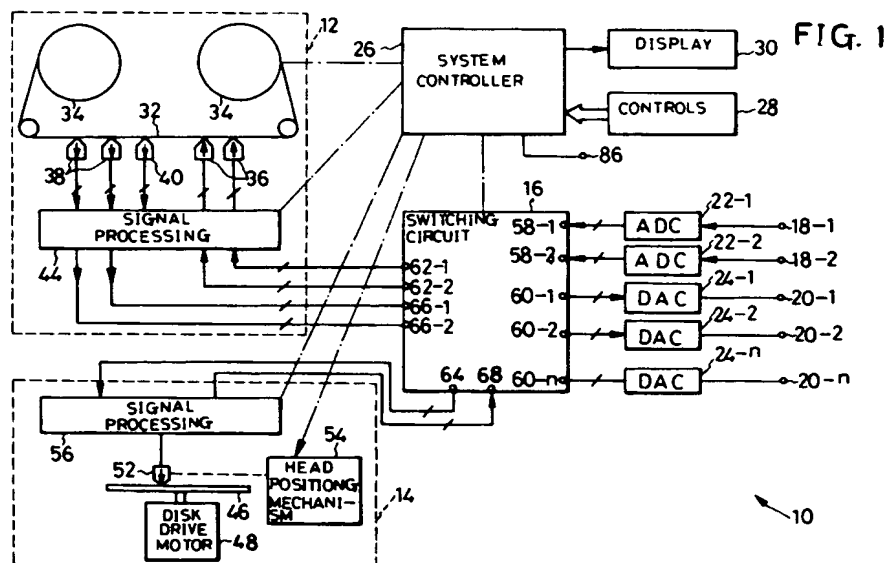 FIG. 1
12
26
SYSTEM
CONTROLLER
DISPLAY
30
CONTROLS
28
86
34
34
32
38
40
36
SIGNAL
PROCESSING
44
16
SWITCHING
CIRCUIT
58-1
58-2
60-1
60-2
60-n
62-1
62-2
66-1
66-2
64
68
ADC
22-1
18-1
ADC
22-2
18-2
DAC
24-1
20-1
DAC
24-2
20-2
DAC
24-n
20-n
SIGNAL
PROCESSING
56
52
46
DISK
DRIVE
MOTOR
48
54
HEAD
POSITIONG
MECHANI-
SM
14
10